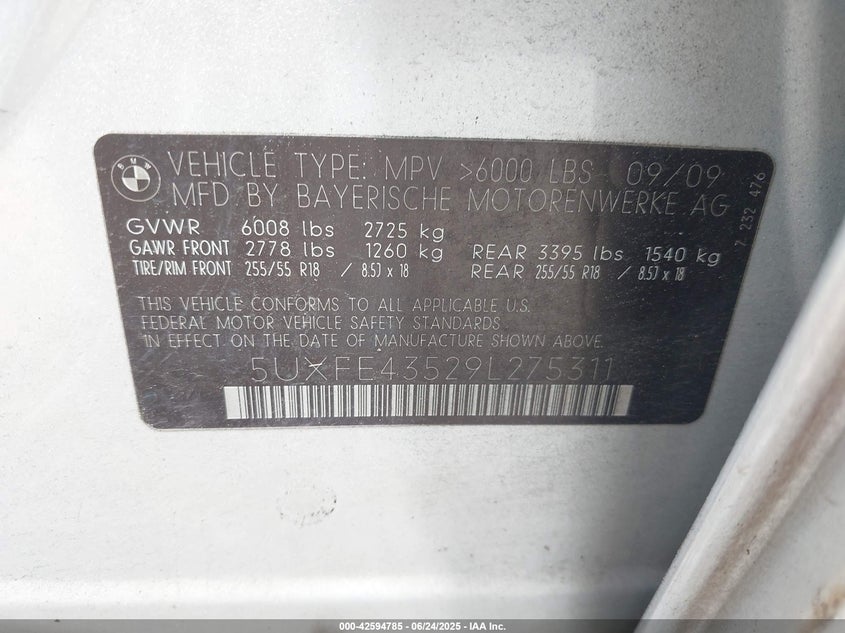 BMW
VEHICLE TYPE: MPV >6000 LBS 09/09
MFD BY BAYERISCHE MOTORENWERKE AG
7 232 476
GVWR 6008 lbs 2725 kg
GAWR FRONT 2778 lbs 1260 kg REAR 3395 lbs 1540 kg
TIRE/RIM FRONT 255/55 R18 / 8.5J x 18 REAR 255/55 R18 / 8.5J x 18
THIS VEHICLE CONFORMS TO ALL APPLICABLE U.S.
FEDERAL MOTOR VEHICLE SAFETY STANDARDS
IN EFFECT ON THE DATE OF MANUFACTURE SHOWN ABOVE.
5UXFE43529L275311
000-42594785 - 06/24/2025 - IAA Inc.